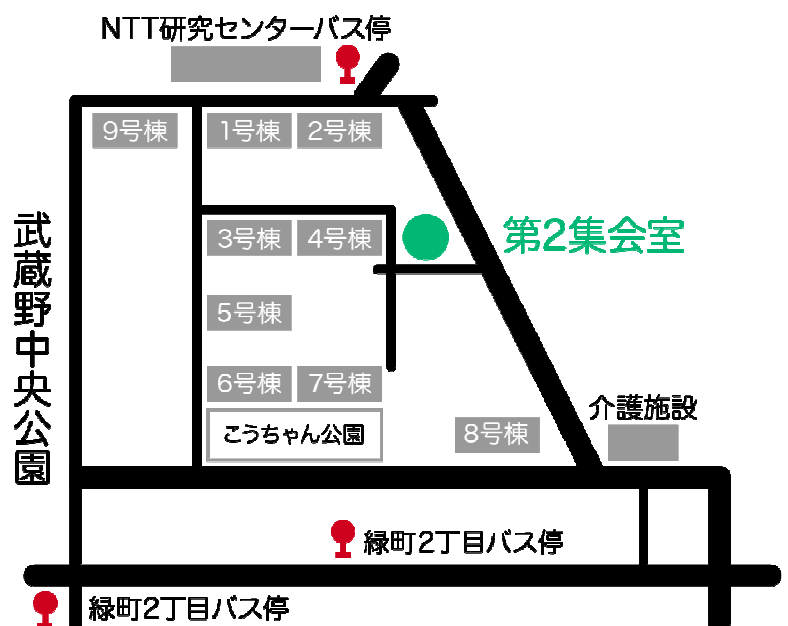 NTT研究センターバス停
9号棟
1号棟
2号棟
武蔵野中央公園
3号棟
4号棟
第2集会室
5号棟
6号棟
7号棟
こうちゃん公園
8号棟
介護施設
緑町2丁目バス停
緑町2丁目バス停